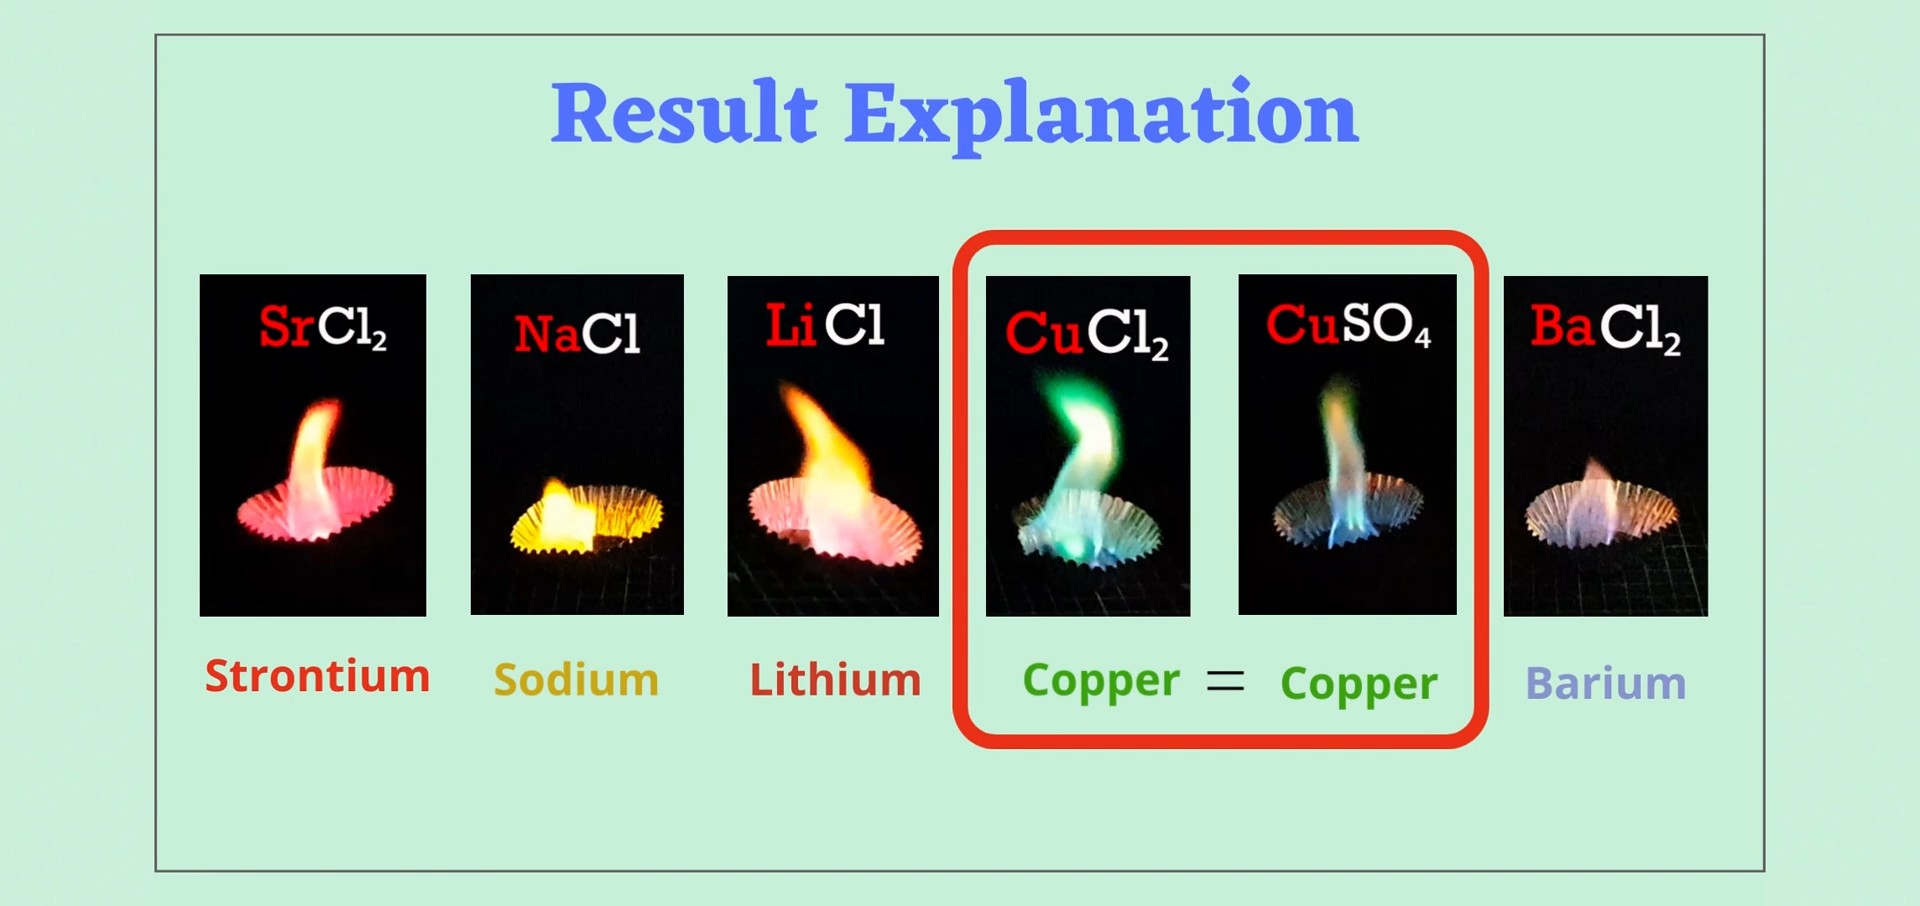 Result Explanation
SrCl₂
NaCl
LiCl
CuCl₂
CuSO₄
BaCl₂
Strontium
Sodium
Lithium
Copper = Copper
Barium